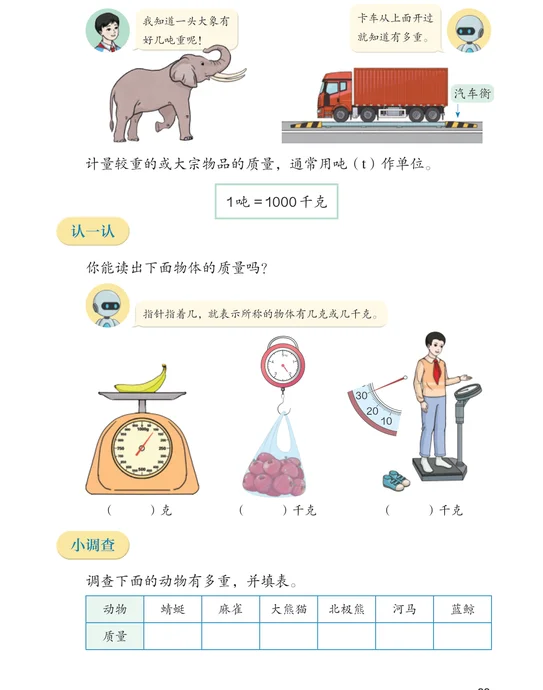 我知道一头大象有
好几吨重呢！
卡车从上面开过
就知道有多重。
汽车衡
计量较重的或大宗物品的质量，通常用吨（t）作单位。
1吨＝1000千克
认一认
你能读出下面物体的质量吗？
指针指着几，就表示所称的物体有几克或几千克。
1000g
30
20
10
（　　）克
（　　）千克
（　　）千克
小调查
调查下面的动物有多重，并填表。
动物 蜻蜓 麻雀 大熊猫 北极熊 河马 蓝鲸
质量